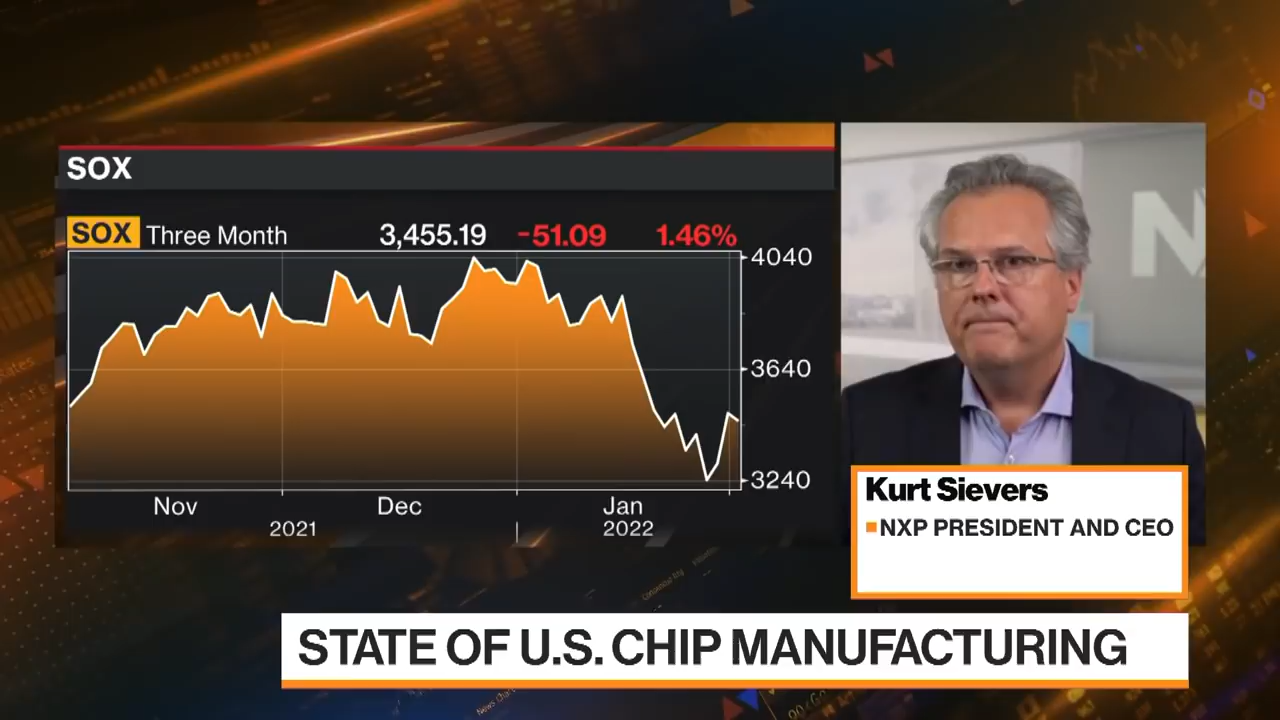 SOX
SOX Three Month 3,455.19 -51.09 1.46%
4040
3640
3240
Nov Dec Jan
2021 2022
Kurt Sievers
NXP PRESIDENT AND CEO
STATE OF U.S. CHIP MANUFACTURING